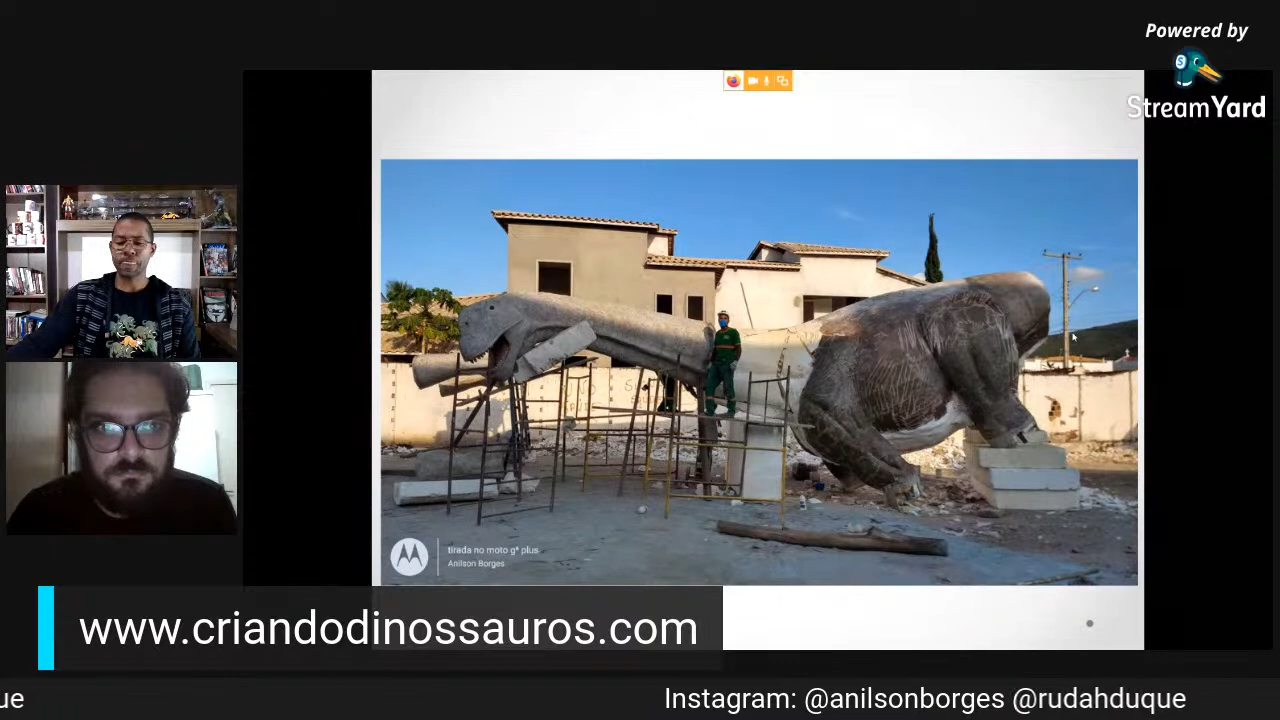 Powered by
StreamYard
tirada no moto g⁸ plus
Anilson Borges
www.criandodinossauros.com
ue
Instagram: @anilsonborges @rudahduque